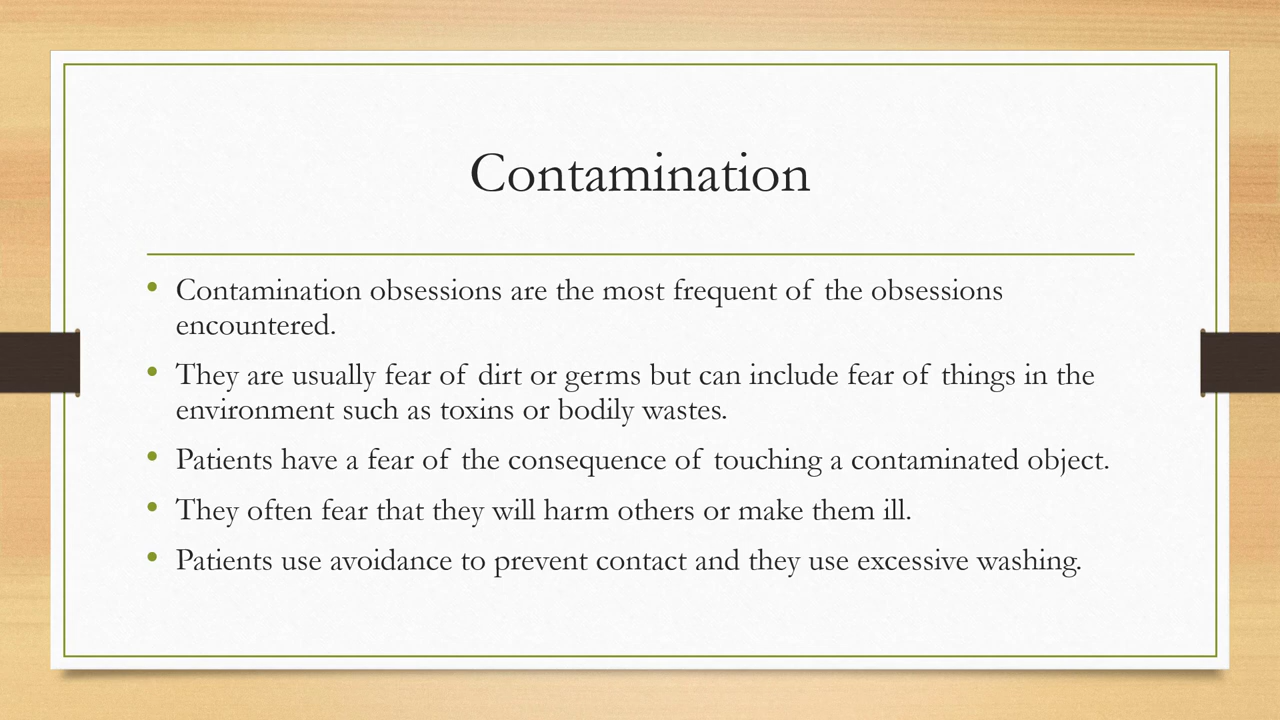 Contamination
• Contamination obsessions are the most frequent of the obsessions
encountered.
• They are usually fear of dirt or germs but can include fear of things in the
environment such as toxins or bodily wastes.
• Patients have a fear of the consequence of touching a contaminated object.
• They often fear that they will harm others or make them ill.
• Patients use avoidance to prevent contact and they use excessive washing.